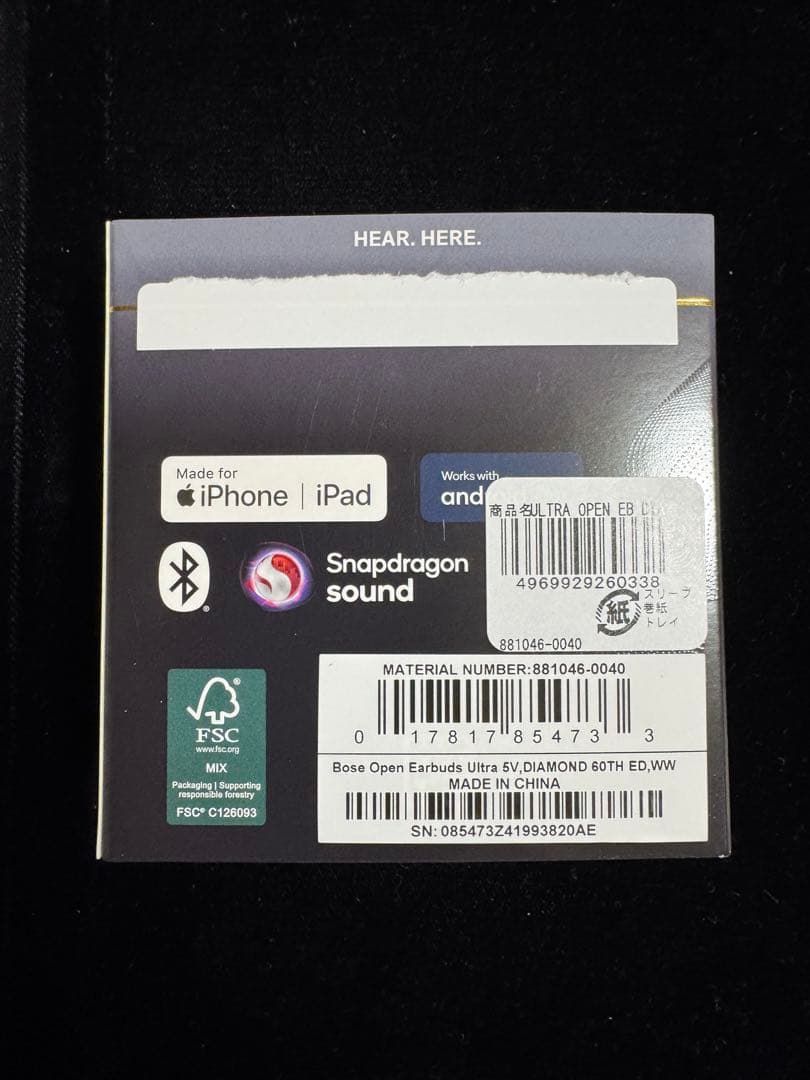 HEAR. HERE.
Made for
iPhone | iPad
Works with
商品名ULTRA OPEN EB
4969929260338
紙
スリーブ
巻紙
トレイ
881046-0040
Snapdragon
sound
MATERIAL NUMBER:881046-0040
0 17817 85473 3
Bose Open Earbuds Ultra 5V,DIAMOND 60TH ED,WW
MADE IN CHINA
SN: 085473Z41993820AE
FSC
www.fsc.org
MIX
Packaging | Supporting
responsible forestry
FSC® C126093